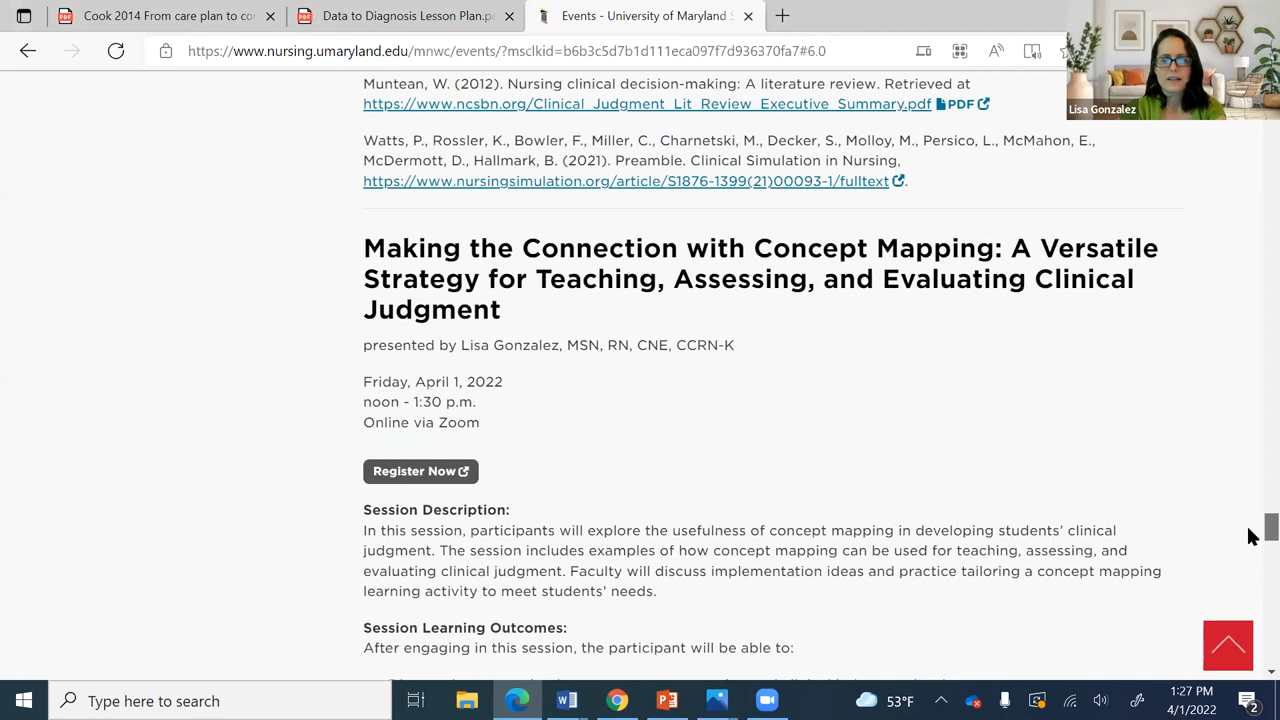 Cook 2014 From care plan to con
Data to Diagnosis Lesson Plan.p
Events - University of Maryland S
https://www.nursing.umaryland.edu/mnwc/events/?msclkid=b6b3c5d7b1d111eca097f7d936370fa7#6.0
Lisa Gonzalez
Muntean, W. (2012). Nursing clinical decision-making: A literature review. Retrieved at
https://www.ncsbn.org/Clinical_Judgment_Lit_Review_Executive_Summary.pdf PDF
Watts, P., Rossler, K., Bowler, F., Miller, C., Charnetski, M., Decker, S., Molloy, M., Persico, L., McMahon, E.,
McDermott, D., Hallmark, B. (2021). Preamble. Clinical Simulation in Nursing,
https://www.nursingsimulation.org/article/S1876-1399(21)00093-1/fulltext.
Making the Connection with Concept Mapping: A Versatile
Strategy for Teaching, Assessing, and Evaluating Clinical
Judgment
presented by Lisa Gonzalez, MSN, RN, CNE, CCRN-K
Friday, April 1, 2022
noon - 1:30 p.m.
Online via Zoom
Register Now
Session Description:
In this session, participants will explore the usefulness of concept mapping in developing students' clinical
judgment. The session includes examples of how concept mapping can be used for teaching, assessing, and
evaluating clinical judgment. Faculty will discuss implementation ideas and practice tailoring a concept mapping
learning activity to meet students' needs.
Session Learning Outcomes:
After engaging in this session, the participant will be able to:
Type here to search
53°F
1:27 PM
4/1/2022
2